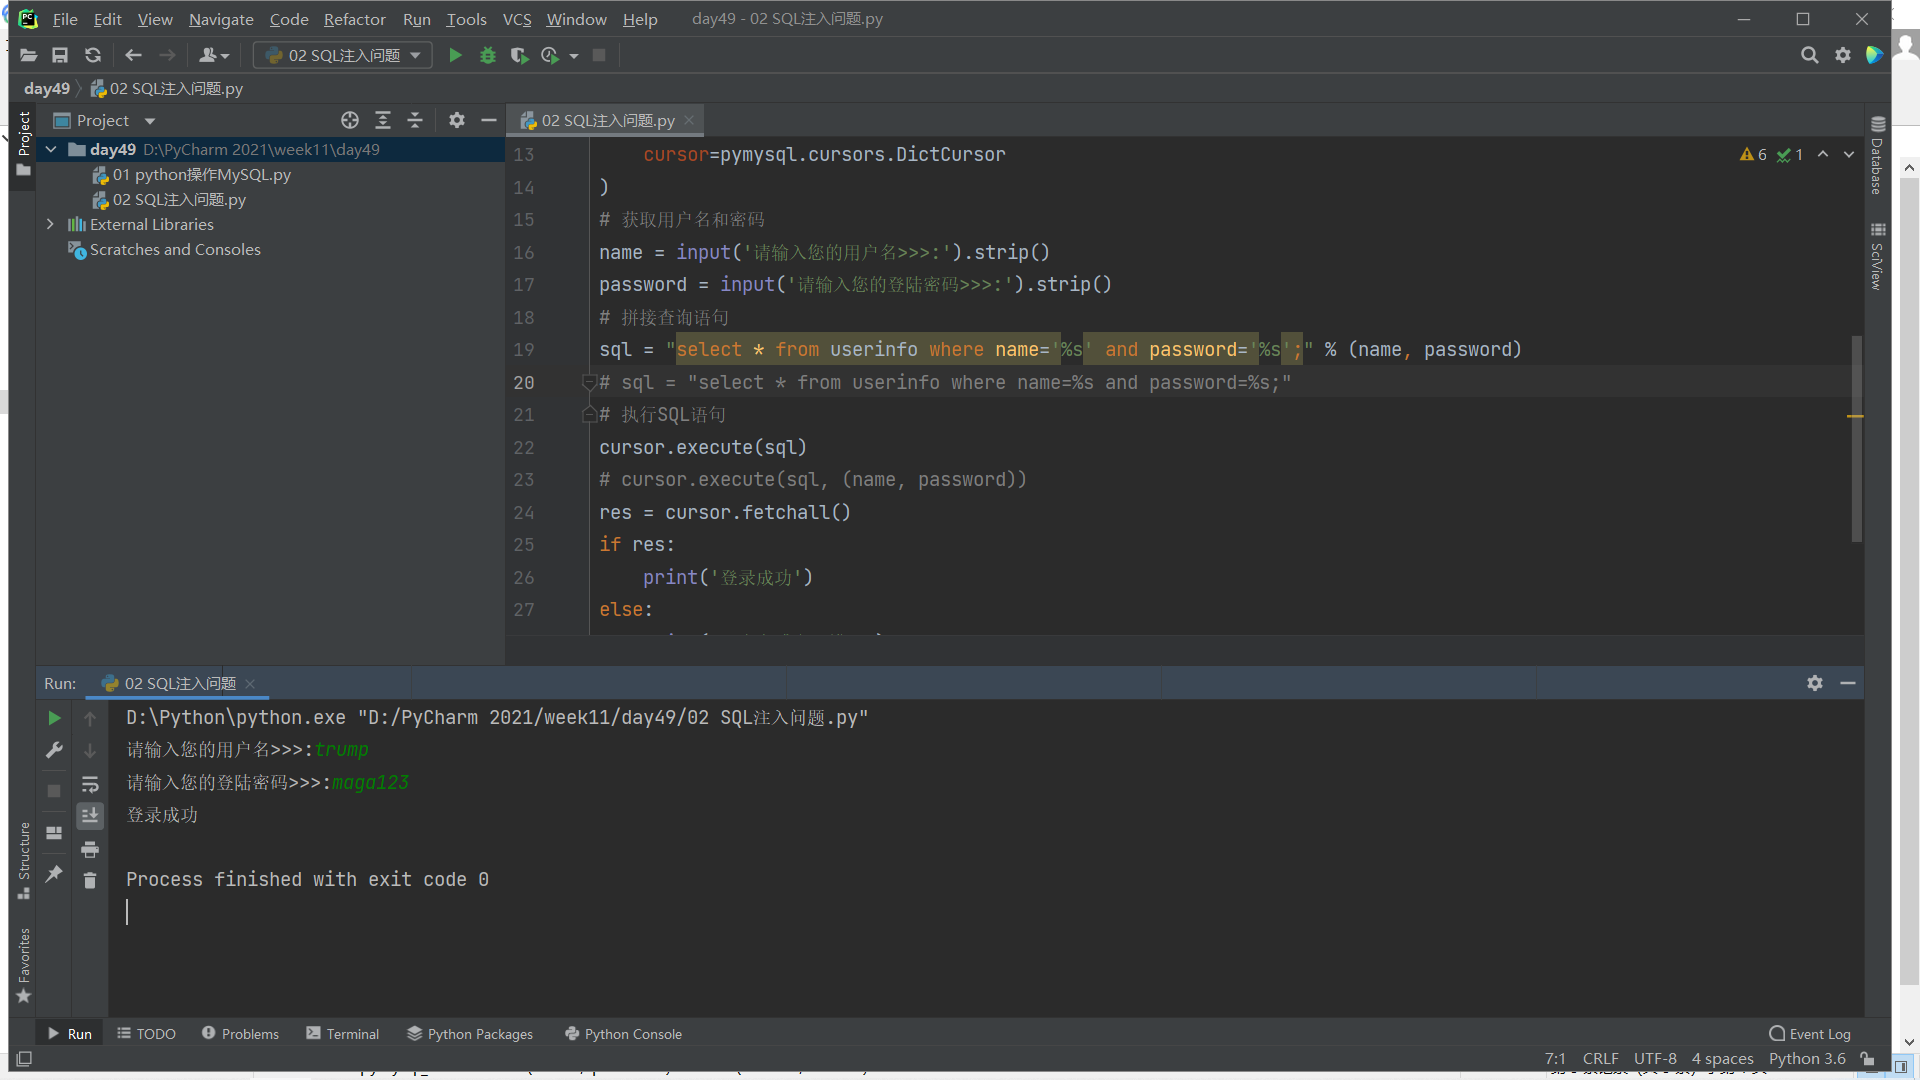 File Edit View Navigate Code Refactor Run Tools VCS Window Help day49 - 02 SQL注入问题.py
02 SQL注入问题
day49 02 SQL注入问题.py
Project
day49 D:\PyCharm 2021\week11\day49
01 python操作MySQL.py
02 SQL注入问题.py
External Libraries
Scratches and Consoles
Project
Structure
Favorites
02 SQL注入问题.py
6 1
Database
SciView
13 cursor=pymysql.cursors.DictCursor
14 )
15 # 获取用户名和密码
16 name = input('请输入您的用户名>>>:').strip()
17 password = input('请输入您的登陆密码>>>:').strip()
18 # 拼接查询语句
19 sql = "select * from userinfo where name='%s' and password='%s';" % (name, password)
20 # sql = "select * from userinfo where name=%s and password=%s;"
21 # 执行SQL语句
22 cursor.execute(sql)
23 # cursor.execute(sql, (name, password))
24 res = cursor.fetchall()
25 if res:
26 print('登录成功')
27 else:
Run: 02 SQL注入问题
D:\Python\python.exe "D:/PyCharm 2021/week11/day49/02 SQL注入问题.py"
请输入您的用户名>>>:trump
请输入您的登陆密码>>>:maga123
登录成功
Process finished with exit code 0
Run TODO Problems Terminal Python Packages Python Console Event Log
7:1 CRLF UTF-8 4 spaces Python 3.6